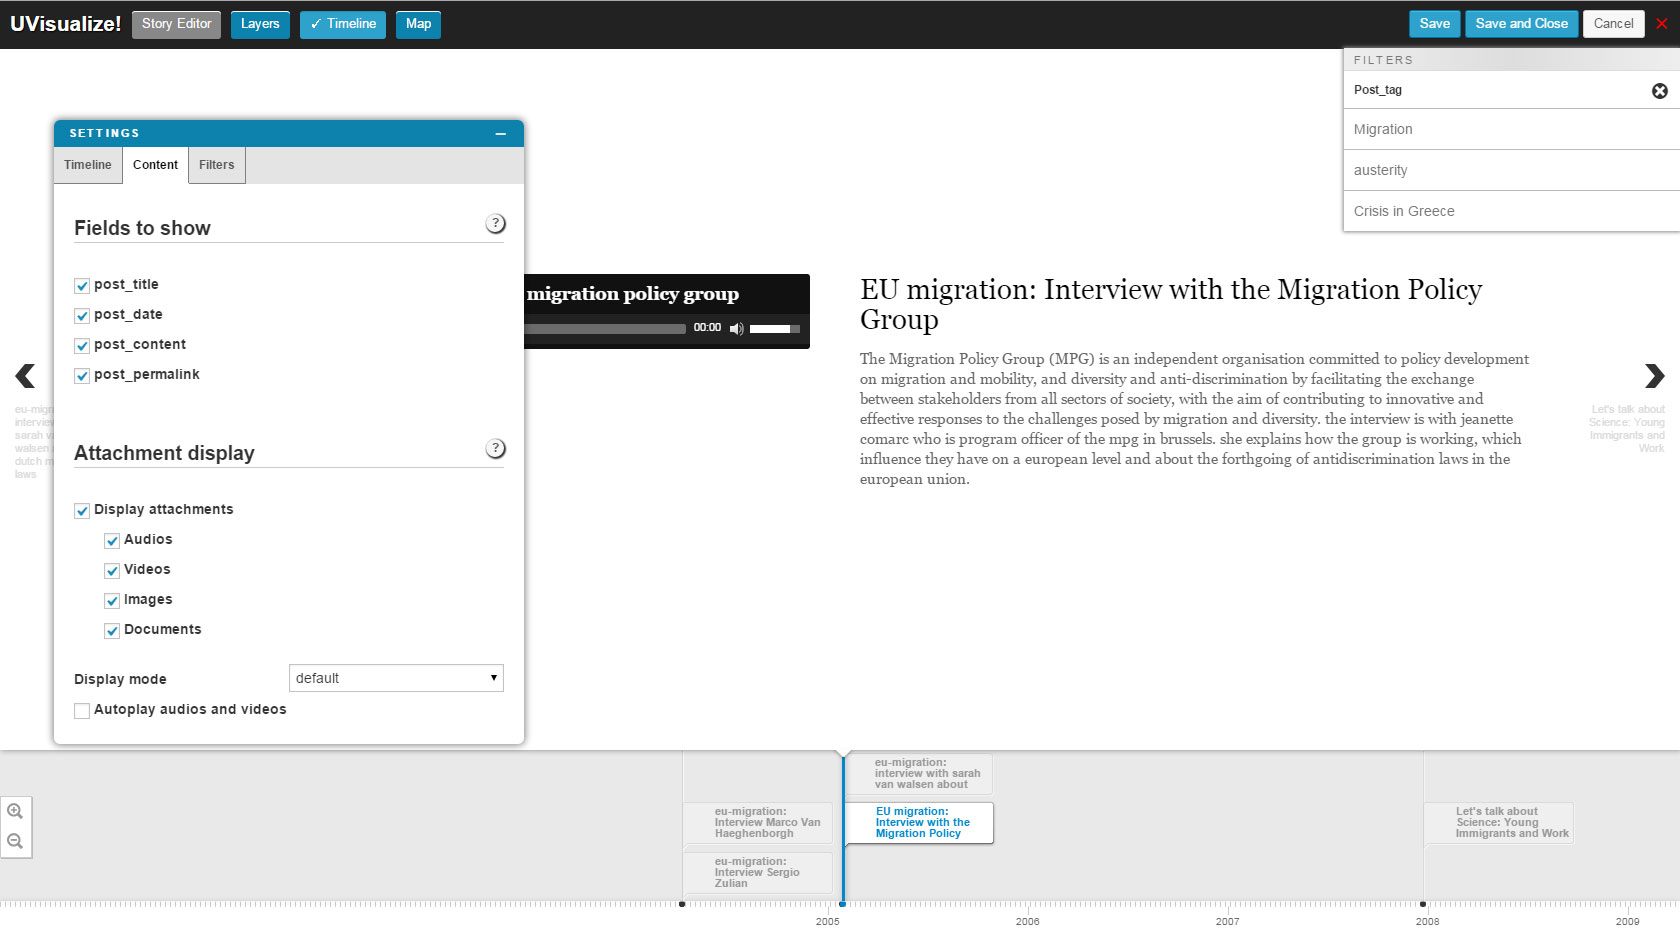 UVisualize!
Story Editor
Layers
✓ Timeline
Map
Save
Save and Close
Cancel
FILTERS
Post_tag
Migration
austerity
Crisis in Greece
SETTINGS
Timeline
Content
Filters
Fields to show
?
post_title
post_date
post_content
post_permalink
Attachment display
?
Display attachments
Audios
Videos
Images
Documents
Display mode
default
Autoplay audios and videos
eu-migr
interview
sarah v
walsen
dutch m
laws
migration policy group
00:00
EU migration: Interview with the Migration Policy
Group
The Migration Policy Group (MPG) is an independent organisation committed to policy development
on migration and mobility, and diversity and anti-discrimination by facilitating the exchange
between stakeholders from all sectors of society, with the aim of contributing to innovative and
effective responses to the challenges posed by migration and diversity. the interview is with jeanette
comarc who is program officer of the mpg in brussels. she explains how the group is working, which
influence they have on a european level and about the forthgoing of antidiscrimination laws in the
european union.
Let's talk about
Science: Young
Immigrants and
Work
eu-migration:
interview with sarah
van walsen about
eu-migration:
Interview Marco Van
Haeghenborgh
EU migration:
Interview with the
Migration Policy
Let's talk about
Science: Young
Immigrants and Work
eu-migration:
Interview Sergio
Zulian
2005
2006
2007
2008
2009